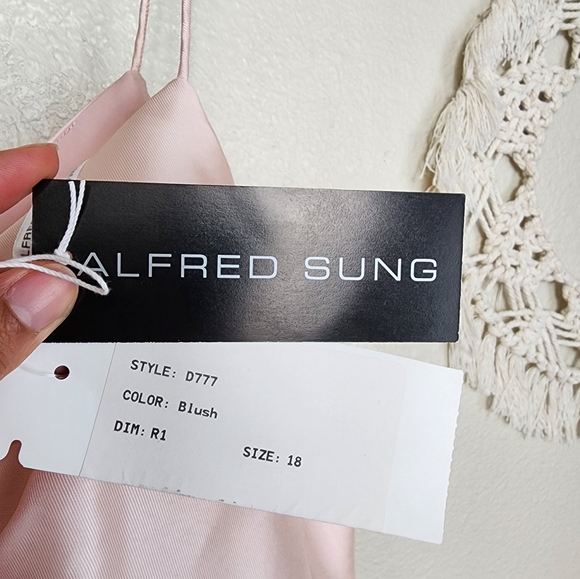 ALFRED SUNG
STYLE: D777
COLOR: Blush
DIM: R1
SIZE: 18